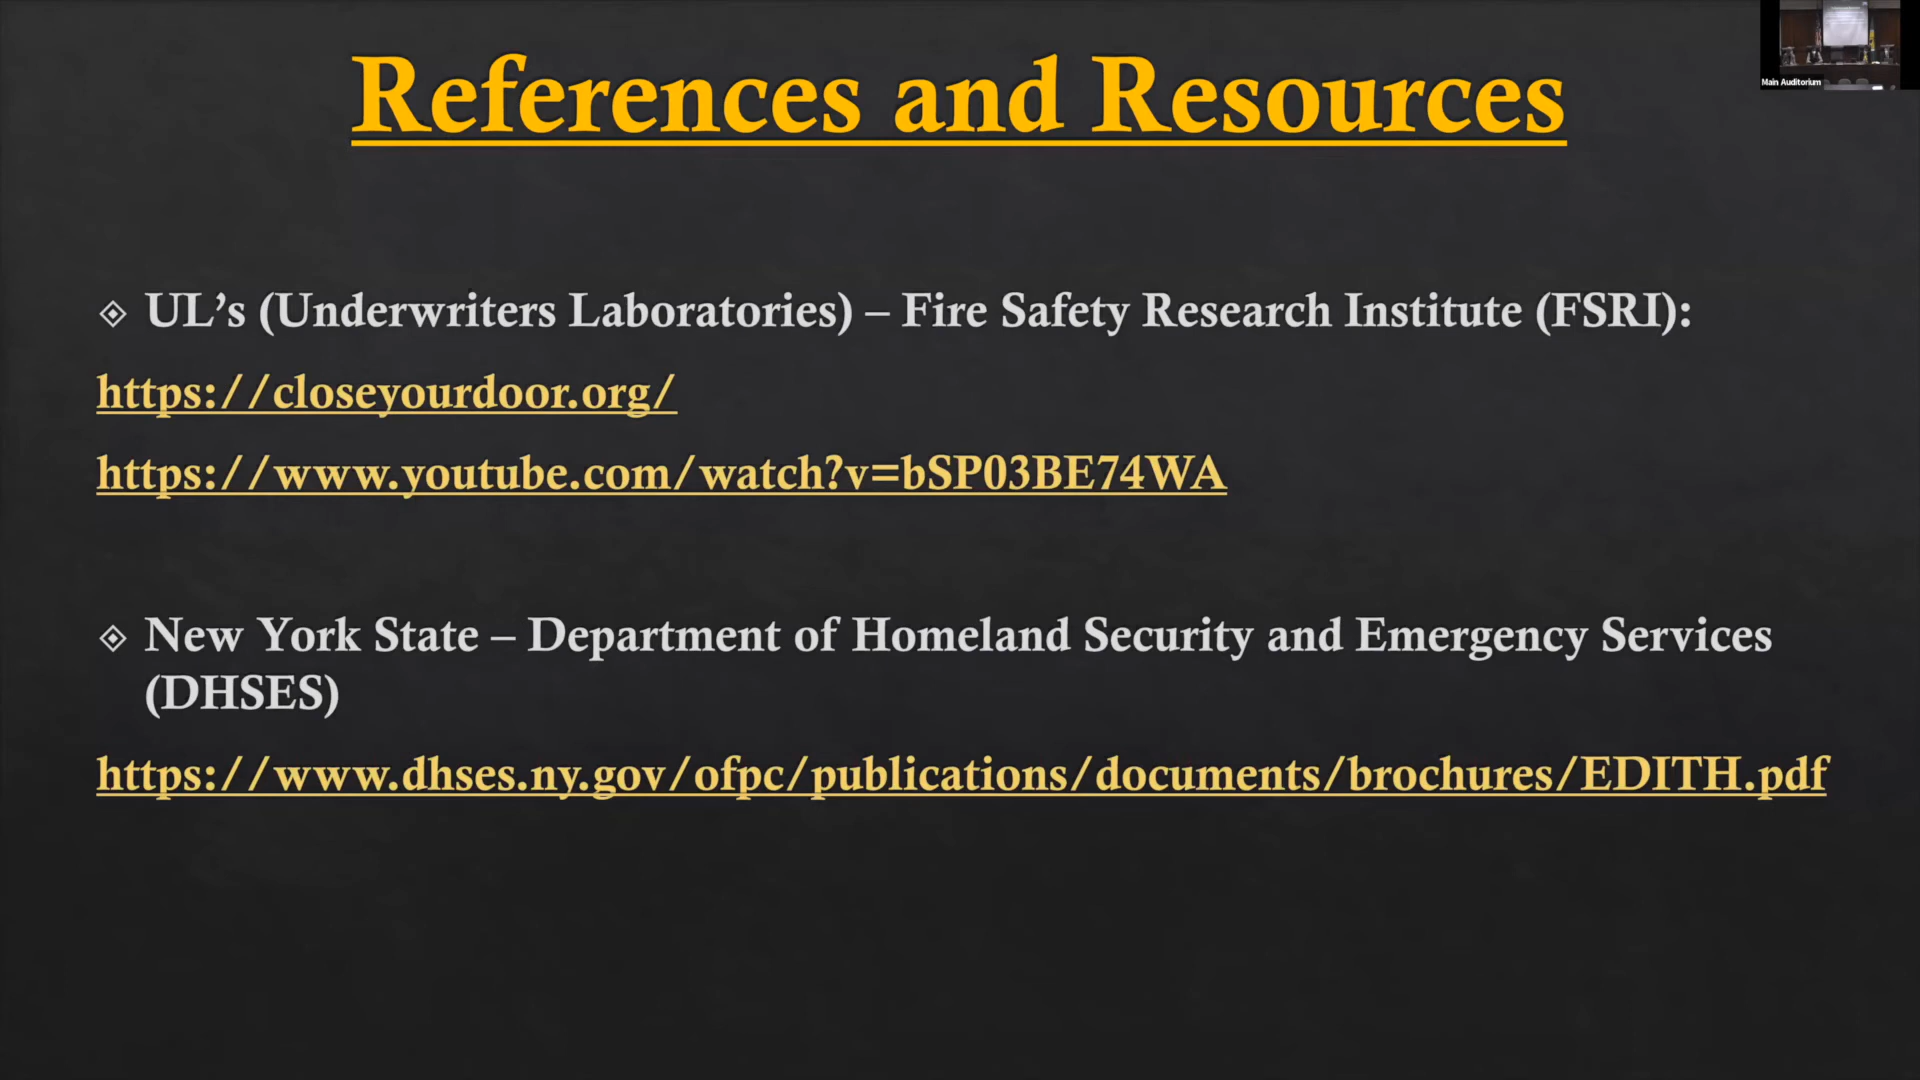 References and Resources
Main Auditorium
UL’s (Underwriters Laboratories) – Fire Safety Research Institute (FSRI):
https://closeyourdoor.org/
https://www.youtube.com/watch?v=bSP03BE74WA
New York State – Department of Homeland Security and Emergency Services
(DHSES)
https://www.dhses.ny.gov/ofpc/publications/documents/brochures/EDITH.pdf